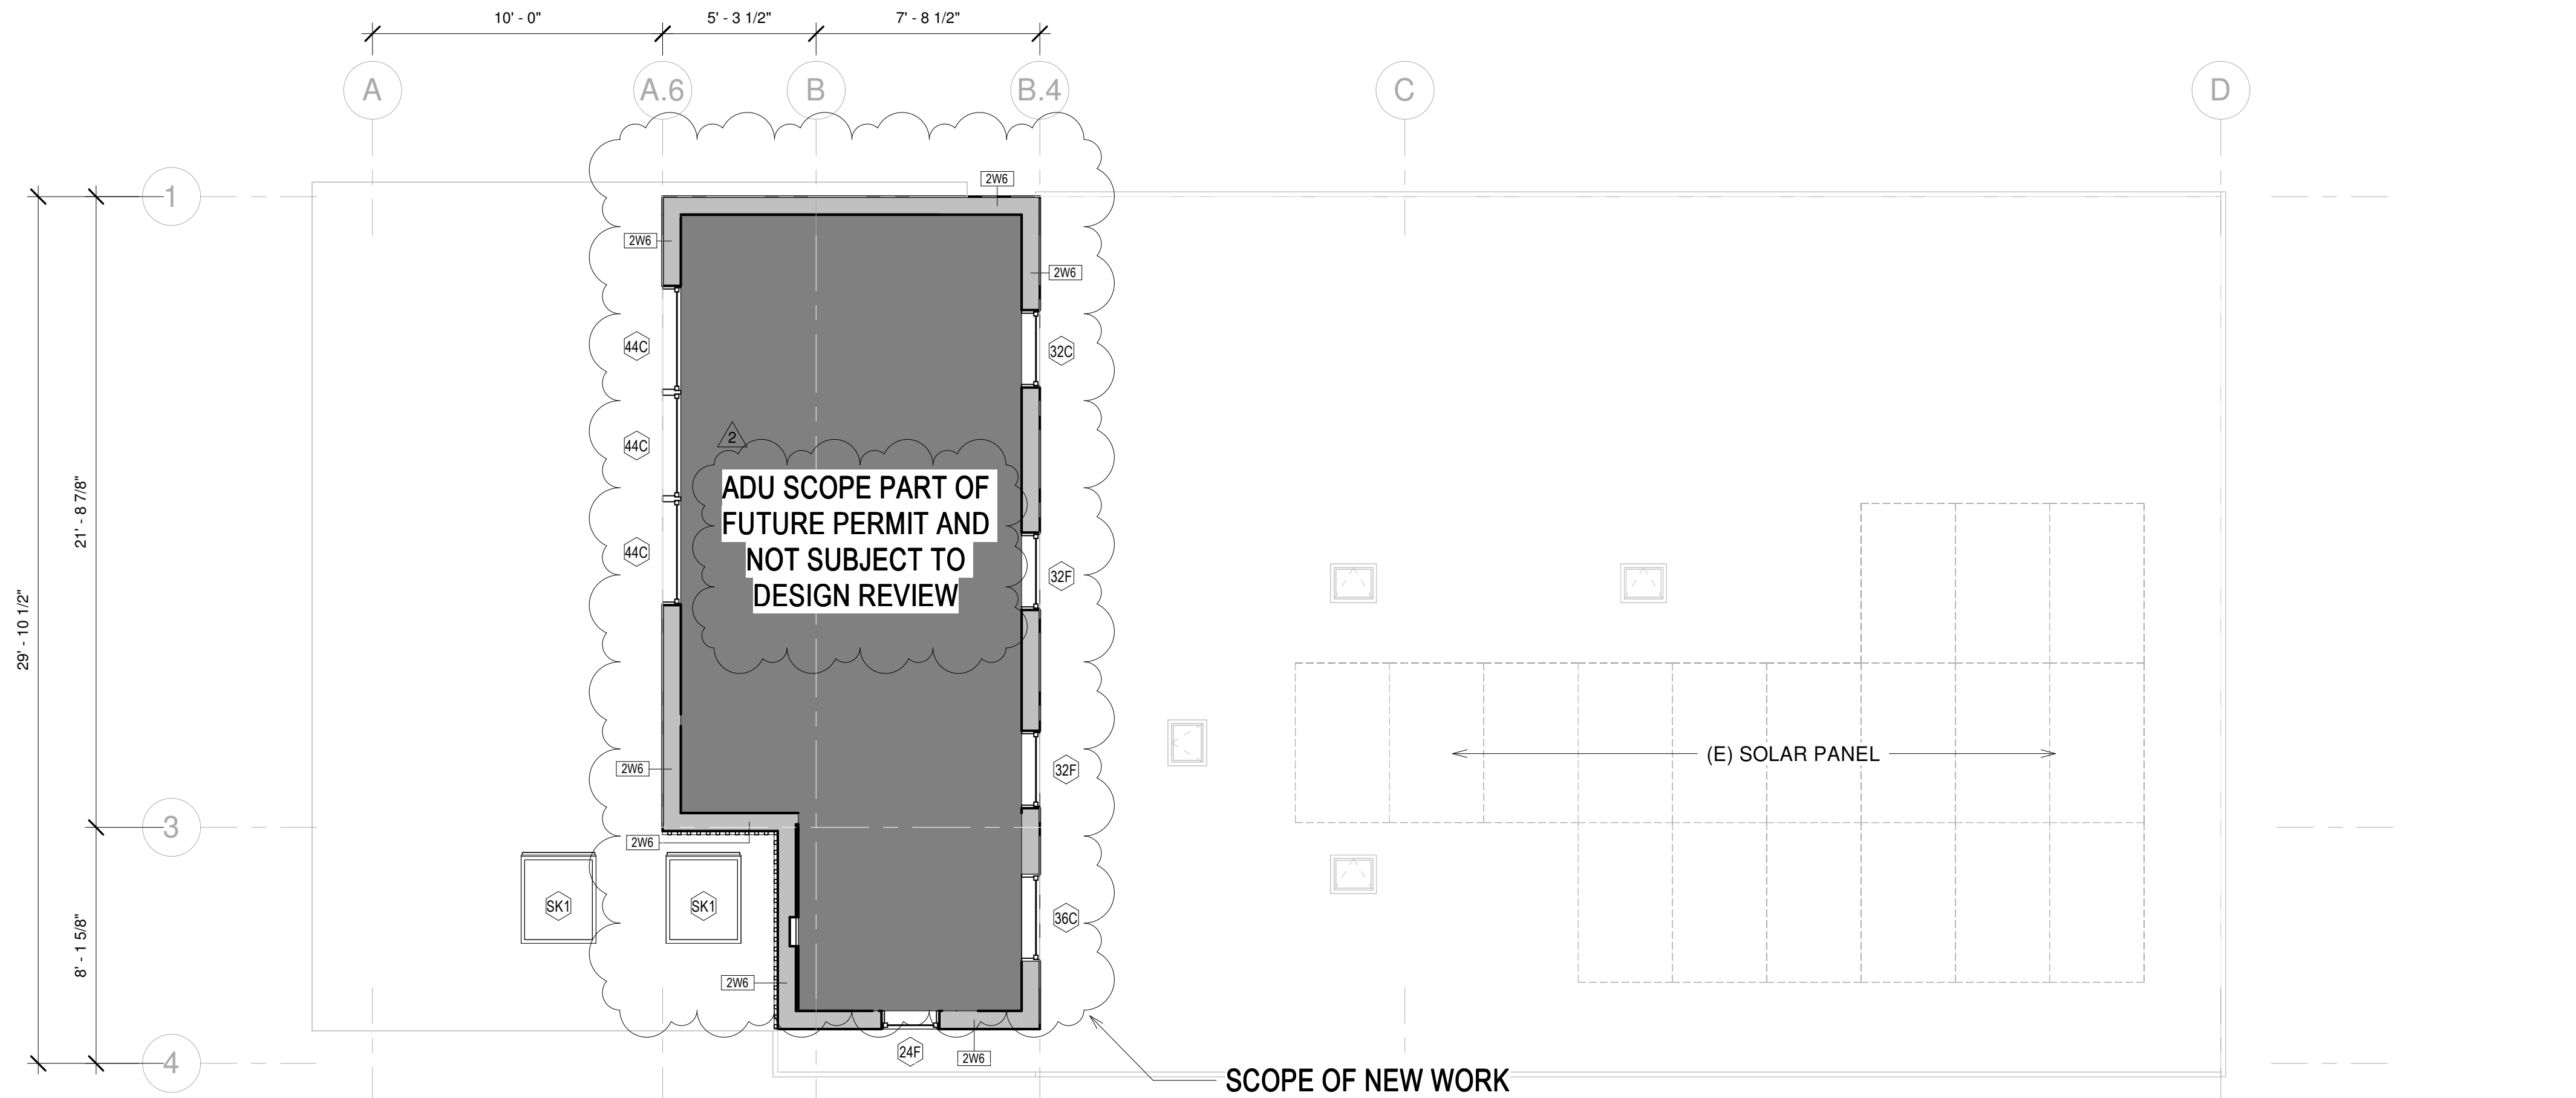 10' - 0"
5' - 3 1/2"
7' - 8 1/2"
A
A.6
B
B.4
C
D
1
2W6
2W6
2W6
44C
32C
44C
2
ADU SCOPE PART OF
FUTURE PERMIT AND
NOT SUBJECT TO
DESIGN REVIEW
21' - 8 7/8"
29' - 10 1/2"
44C
32F
(E) SOLAR PANEL
2W6
32F
3
2W6
SK1
SK1
36C
8' - 1 5/8"
2W6
24F
2W6
4
SCOPE OF NEW WORK